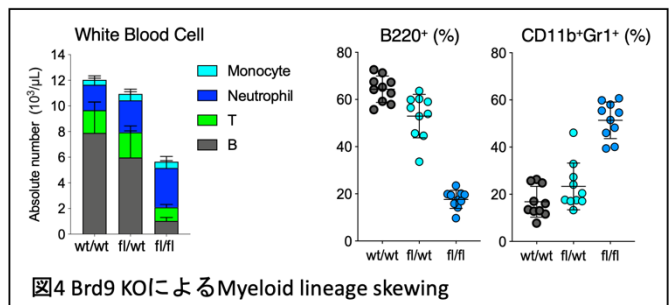 White Blood Cell
Absolute number (10³/μL)
14
12
10
8
6
4
2
0
wt/wt fl/wt fl/fl
Monocyte
Neutrophil
T
B
B220⁺ (%)
80
60
40
20
0
wt/wt fl/wt fl/fl
CD11b⁺Gr1⁺ (%)
80
60
40
20
0
wt/wt fl/wt fl/fl
図4 Brd9 KOによるMyeloid lineage skewing